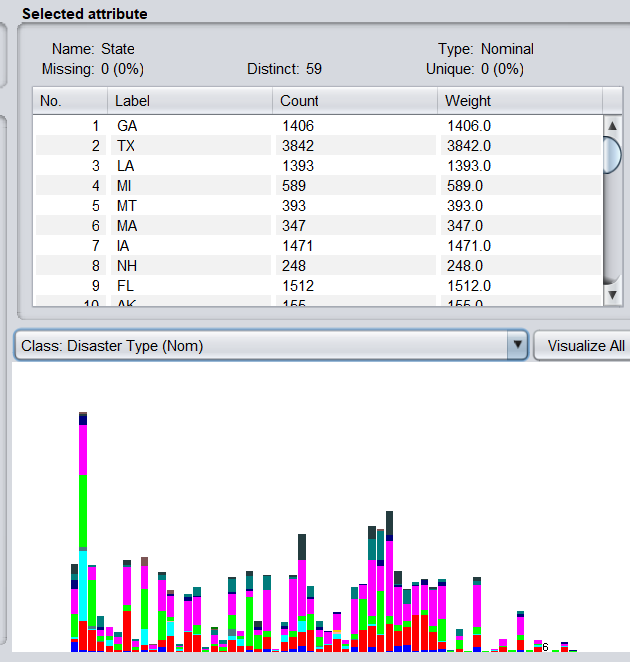 Selected attribute
Name: State Type: Nominal
Missing: 0 (0%) Distinct: 59 Unique: 0 (0%)
No. Label Count Weight
1 GA 1406 1406.0
2 TX 3842 3842.0
3 LA 1393 1393.0
4 MI 589 589.0
5 MT 393 393.0
6 MA 347 347.0
7 IA 1471 1471.0
8 NH 248 248.0
9 FL 1512 1512.0
10 AK 155 155.0
Class: Disaster Type (Nom) Visualize All
6